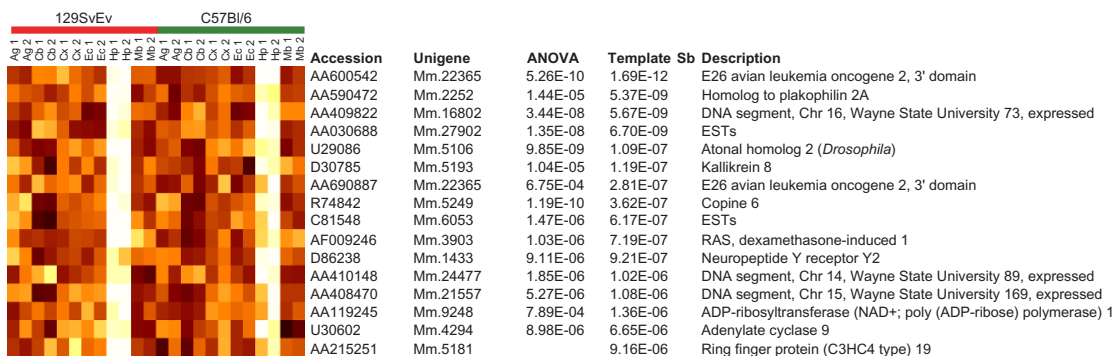 129SvEv C57Bl/6
Ag 1 Ag 2 Cb 1 Cb 2 Cx 1 Cx 2 Ec 1 Ec 2 Hp 1 Hp 2 Mb 1 Mb 2 Ag 1 Ag 2 Cb 1 Cb 2 Cx 1 Cx 2 Ec 1 Ec 2 Hp 1 Hp 2 Mb 1 Mb 2
Accession Unigene ANOVA Template Sb Description
AA600542 Mm.22365 5.26E-10 1.69E-12 E26 avian leukemia oncogene 2, 3' domain
AA590472 Mm.2252 1.44E-05 5.37E-09 Homolog to plakophilin 2A
AA409822 Mm.16802 3.44E-08 5.67E-09 DNA segment, Chr 16, Wayne State University 73, expressed
AA030688 Mm.27902 1.35E-08 6.70E-09 ESTs
U29086 Mm.5106 9.85E-09 1.09E-07 Atonal homolog 2 (Drosophila)
D30785 Mm.5193 1.04E-05 1.19E-07 Kallikrein 8
AA690887 Mm.22365 6.75E-04 2.81E-07 E26 avian leukemia oncogene 2, 3' domain
R74842 Mm.5249 1.19E-10 3.62E-07 Copine 6
C81548 Mm.6053 1.47E-06 6.17E-07 ESTs
AF009246 Mm.3903 1.03E-06 7.19E-07 RAS, dexamethasone-induced 1
D86238 Mm.1433 9.11E-06 9.21E-07 Neuropeptide Y receptor Y2
AA410148 Mm.24477 1.85E-06 1.02E-06 DNA segment, Chr 14, Wayne State University 89, expressed
AA408470 Mm.21557 5.27E-06 1.08E-06 DNA segment, Chr 15, Wayne State University 169, expressed
AA119245 Mm.9248 7.89E-04 1.36E-06 ADP-ribosyltransferase (NAD+; poly (ADP-ribose) polymerase) 1
U30602 Mm.4294 8.98E-06 6.65E-06 Adenylate cyclase 9
AA215251 Mm.5181 9.16E-06 Ring finger protein (C3HC4 type) 19